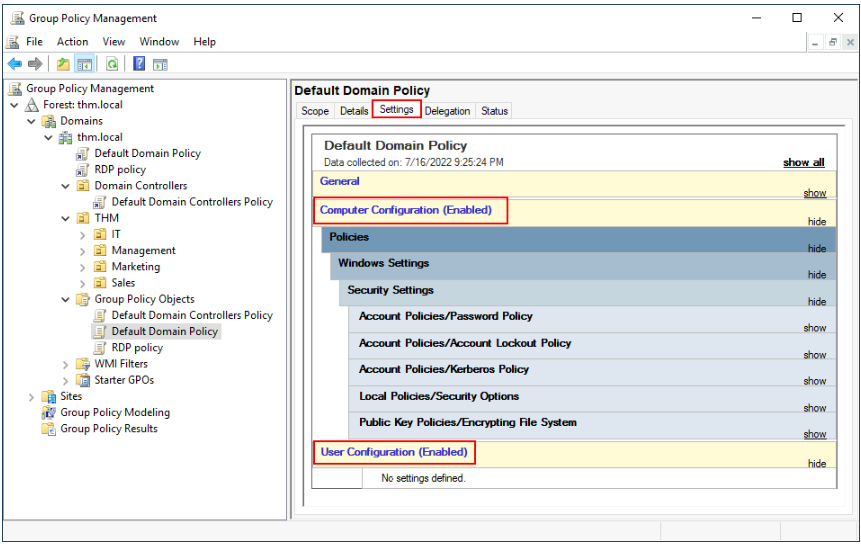 Group Policy Management
File Action View Window Help
Group Policy Management
Forest: thm.local
Domains
thm.local
Default Domain Policy
RDP policy
Domain Controllers
Default Domain Controllers Policy
THM
IT
Management
Marketing
Sales
Group Policy Objects
Default Domain Controllers Policy
Default Domain Policy
RDP policy
WMI Filters
Starter GPOs
Sites
Group Policy Modeling
Group Policy Results
Default Domain Policy
Scope Details Settings Delegation Status
Default Domain Policy
Data collected on: 7/16/2022 9:25:24 PM show all
General show
Computer Configuration (Enabled) hide
Policies hide
Windows Settings hide
Security Settings hide
Account Policies/Password Policy show
Account Policies/Account Lockout Policy show
Account Policies/Kerberos Policy show
Local Policies/Security Options show
Public Key Policies/Encrypting File System show
User Configuration (Enabled) hide
No settings defined.